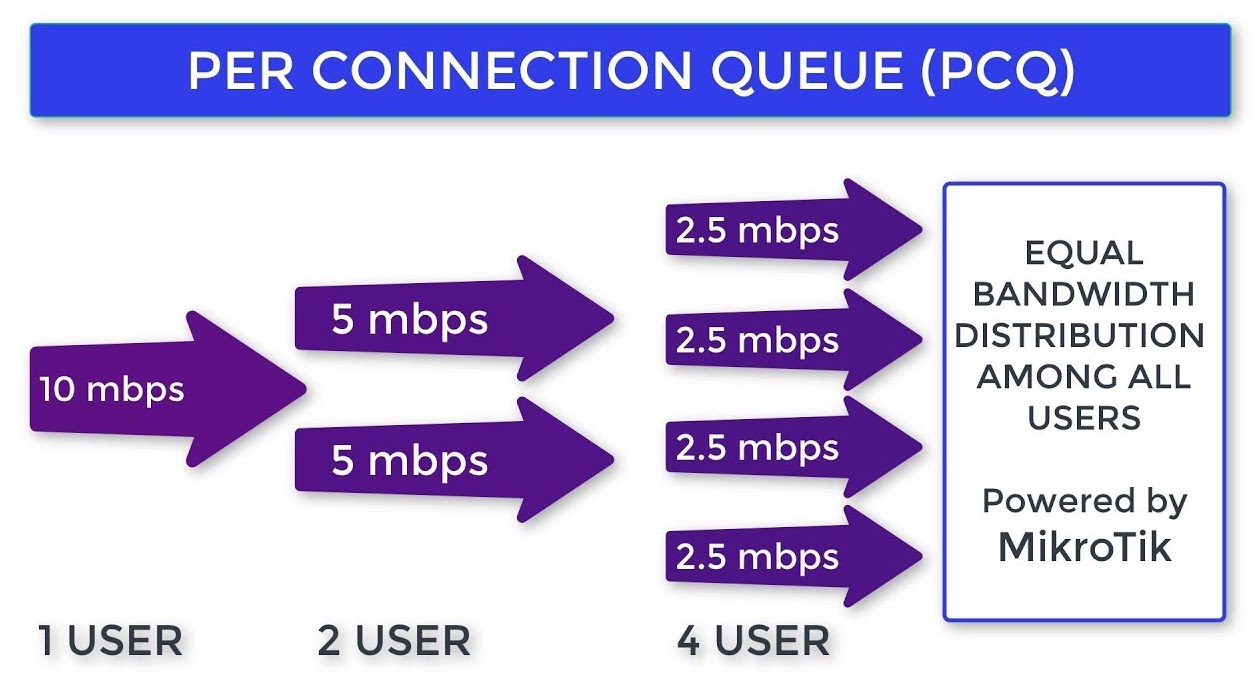 PER CONNECTION QUEUE (PCQ)
10 mbps
5 mbps
5 mbps
2.5 mbps
2.5 mbps
2.5 mbps
2.5 mbps
EQUAL
BANDWIDTH
DISTRIBUTION
AMONG ALL
USERS
Powered by
MikroTik
1 USER
2 USER
4 USER